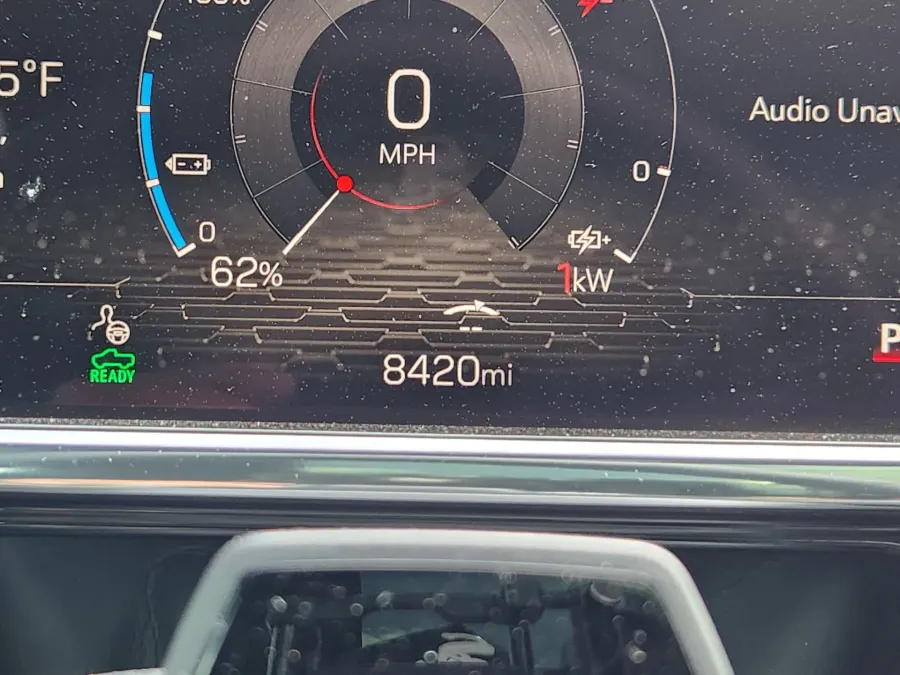 5°F
0
MPH
Audio Unav
0
0
62%
1kW
READY
8420mi
P